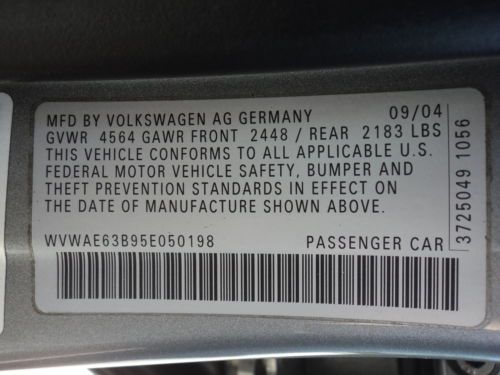 MFD BY VOLKSWAGEN AG GERMANY 09/04
GVWR 4564 GAWR FRONT 2448 / REAR 2183 LBS
THIS VEHICLE CONFORMS TO ALL APPLICABLE U.S.
FEDERAL MOTOR VEHICLE SAFETY, BUMPER AND
THEFT PREVENTION STANDARDS IN EFFECT ON
THE DATE OF MANUFACTURE SHOWN ABOVE.
WVWAE63B95E050198 PASSENGER CAR
3725049 1056